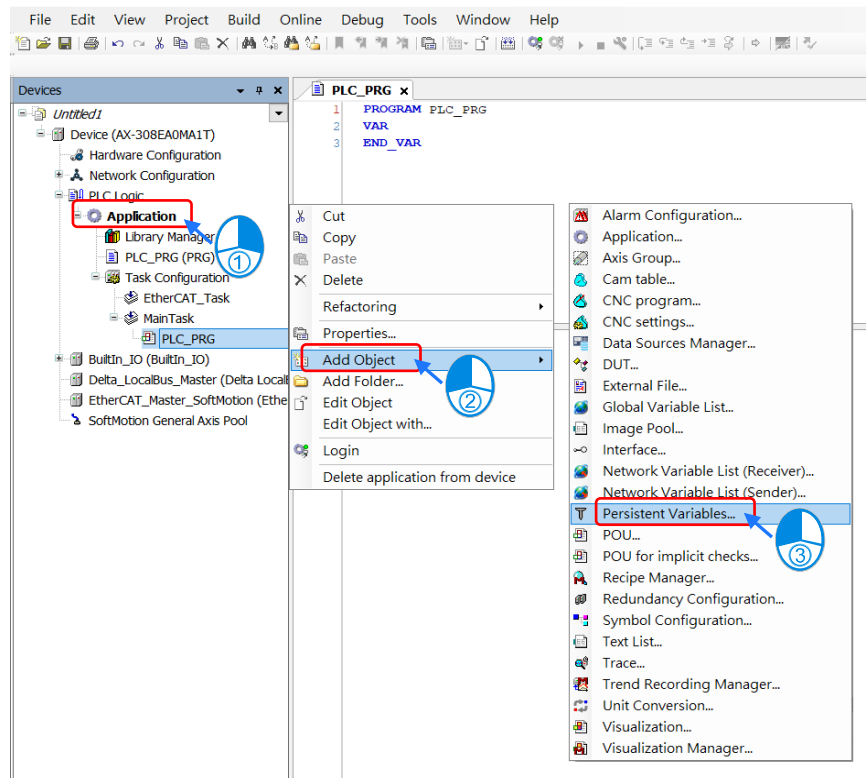 File Edit View Project Build Online Debug Tools Window Help
Devices
Untitled1
Device (AX-308EA0MA1T)
Hardware Configuration
Network Configuration
PLC Logic
Application
Library Manager
PLC_PRG (PRG)
Task Configuration
EtherCAT_Task
MainTask
PLC_PRG
BuiltIn_IO (BuiltIn_IO)
Delta_LocalBus_Master (Delta Local
EtherCAT_Master_SoftMotion (Ethe
SoftMotion General Axis Pool
①
PLC_PRG
1 PROGRAM PLC_PRG
2 VAR
3 END_VAR
Cut
Copy
Paste
Delete
Refactoring
Properties...
Add Object
Add Folder...
Edit Object
Edit Object with...
Login
Delete application from device
②
Alarm Configuration...
Application...
Axis Group...
Cam table...
CNC program...
CNC settings...
Data Sources Manager...
DUT...
External File...
Global Variable List...
Image Pool...
Interface...
Network Variable List (Receiver)...
Network Variable List (Sender)...
Persistent Variables...
POU...
POU for implicit checks...
Recipe Manager...
Redundancy Configuration...
Symbol Configuration...
Text List...
Trace...
Trend Recording Manager...
Unit Conversion...
Visualization...
Visualization Manager...
③